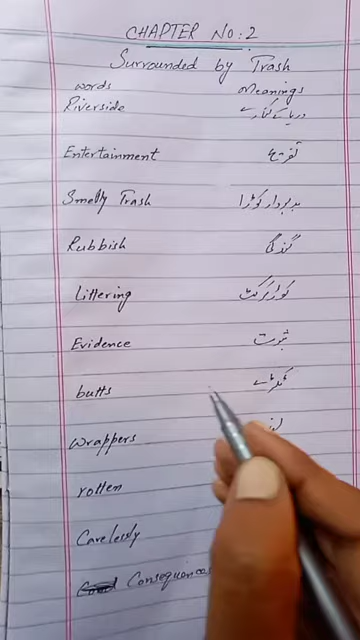 CHAPTER NO:2
Surrounded by Trash
words Meanings
Riverside دریا کے کنارے
Entertainment تفریح
Smelly Trash بدبودار کوڑا
Rubbish گندگی
Littering کوڑا کرکٹ
Evidence ثبوت
butts ٹکڑے
Wrappers
rotten
Carelessly
Consequences